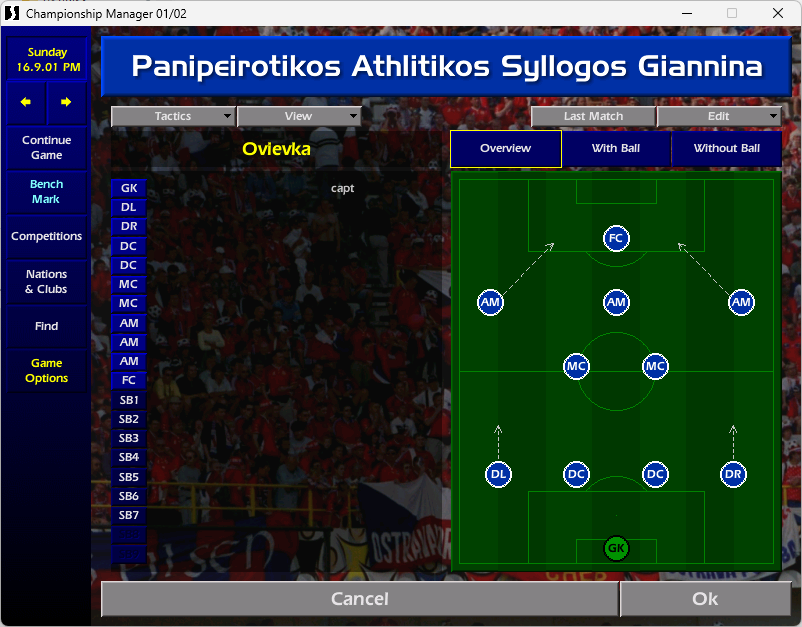 Championship Manager 01/02
Sunday
16.9.01 PM
Panipeirotikos Athlitikos Syllogos Giannina
Continue
Game
Bench
Mark
Competitions
Nations
& Clubs
Find
Game
Options
Tactics View Last Match Edit
Ovievka
Overview With Ball Without Ball
GK capt
DL
DR
DC
DC
MC
MC
AM
AM
AM
FC
SB1
SB2
SB3
SB4
SB5
SB6
SB7
FC
AM AM AM
MC MC
DL DC DC DR
GK
OSTRAVA
Cancel Ok